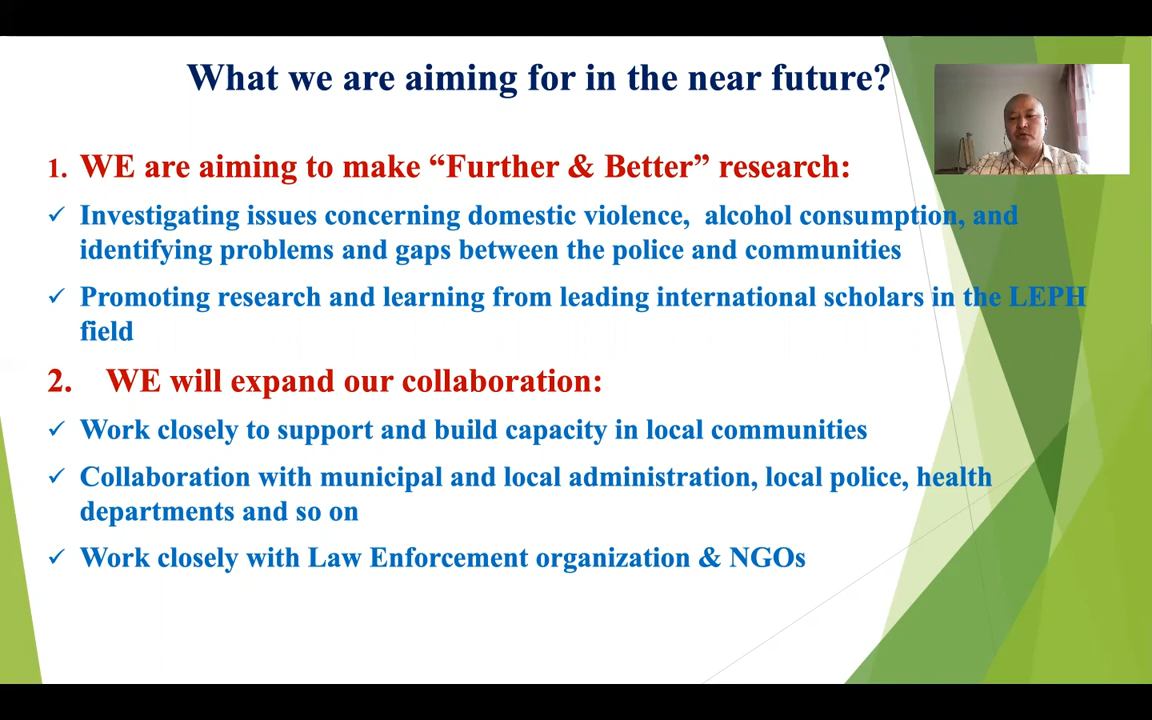 What we are aiming for in the near future?
1. WE are aiming to make “Further & Better” research:
✓ Investigating issues concerning domestic violence, alcohol consumption, and
identifying problems and gaps between the police and communities
✓ Promoting research and learning from leading international scholars in the LEPH
field
2. WE will expand our collaboration:
✓ Work closely to support and build capacity in local communities
✓ Collaboration with municipal and local administration, local police, health
departments and so on
✓ Work closely with Law Enforcement organization & NGOs